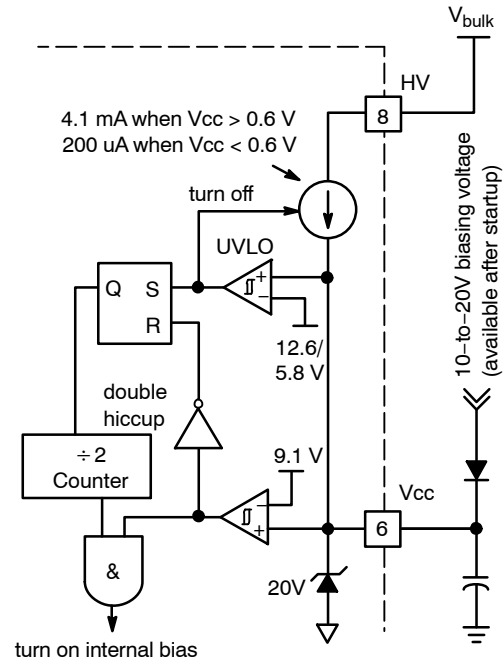 V bulk
HV
8
4.1 mA when Vcc > 0.6 V
200 uA when Vcc < 0.6 V
turn off
UVLO
+
−
Q S
R
12.6/
5.8 V
10−to−20V biasing voltage
(available after startup)
double
hiccup
÷ 2
Counter
9.1 V
−
+
Vcc
6
&
20V
turn on internal bias